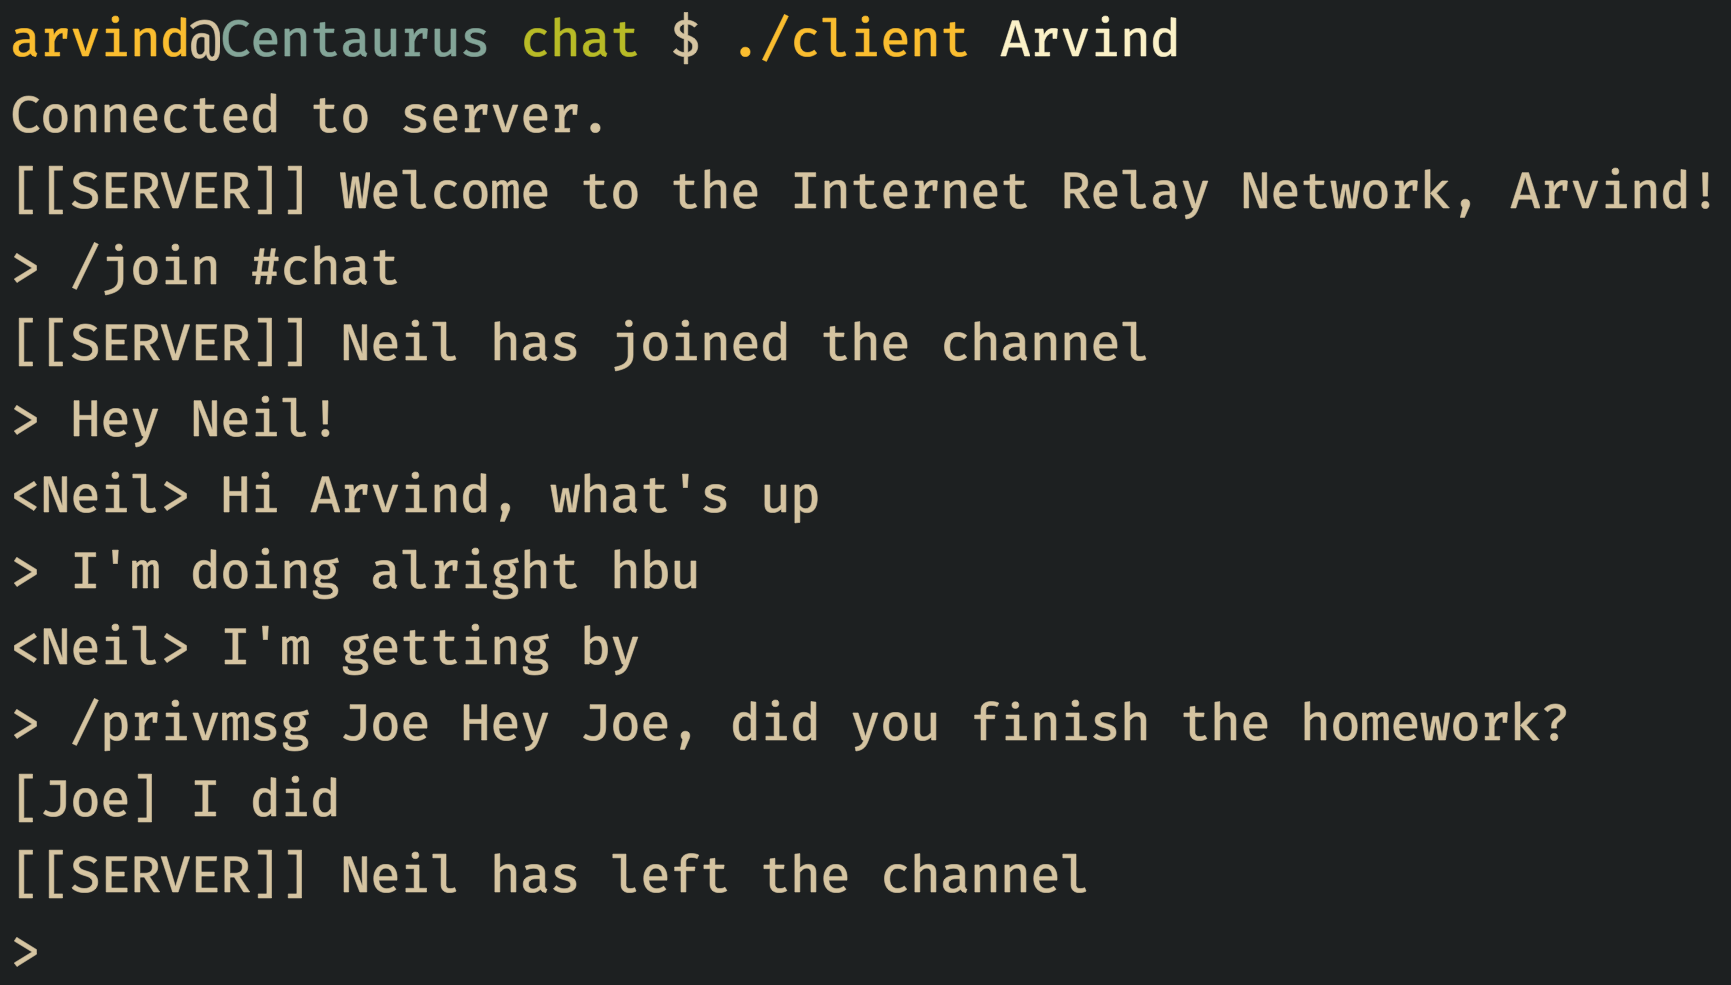 arvind@Centaurus chat $ ./client Arvind
Connected to server.
[[SERVER]] Welcome to the Internet Relay Network, Arvind!
> /join #chat
[[SERVER]] Neil has joined the channel
> Hey Neil!
<Neil> Hi Arvind, what's up
> I'm doing alright hbu
<Neil> I'm getting by
> /privmsg Joe Hey Joe, did you finish the homework?
[Joe] I did
[[SERVER]] Neil has left the channel
>